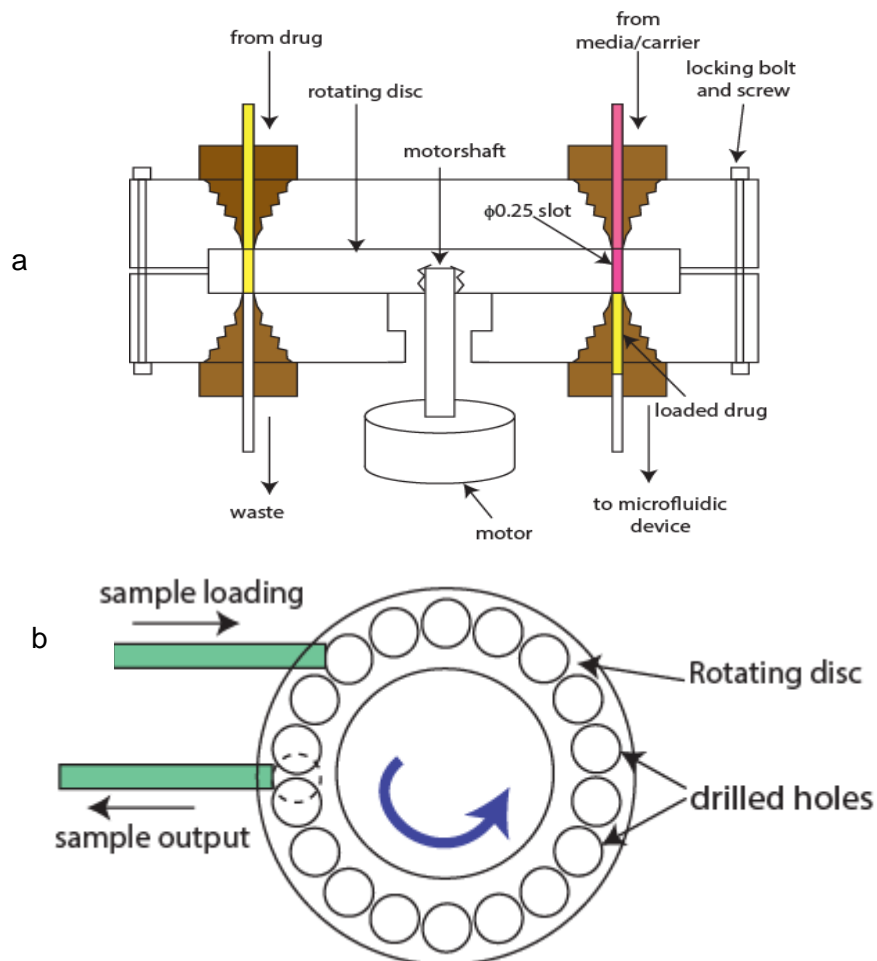 from drug
from
media/carrier
locking bolt
and screw
rotating disc
motorshaft
ϕ0.25 slot
a
loaded drug
waste
motor
to microfluidic
device
b
sample loading
Rotating disc
drilled holes
sample output